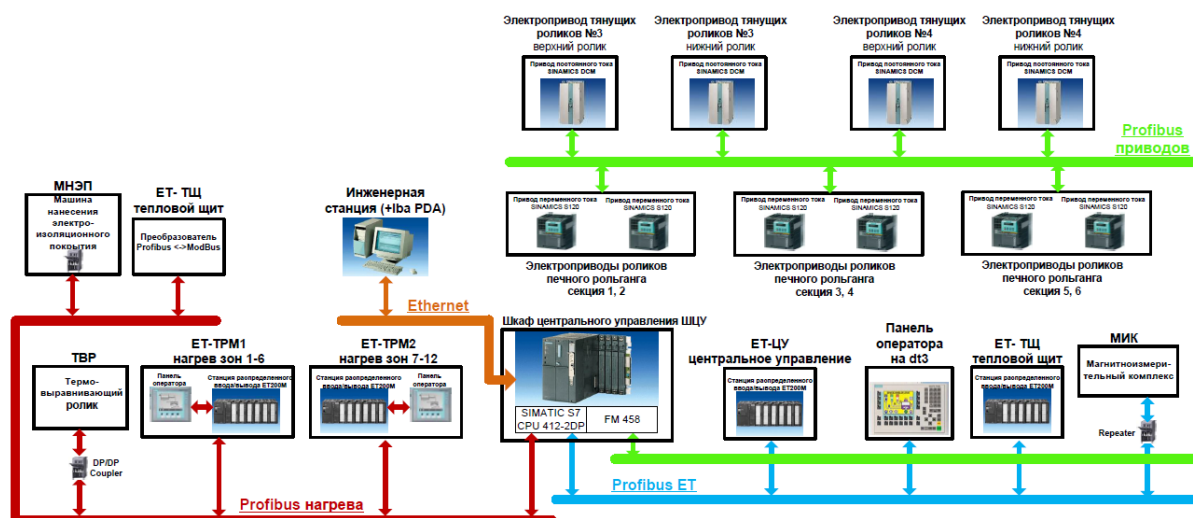 Электропривод тянущих
роликов №3
верхний ролик
Электропривод тянущих
роликов №3
нижний ролик
Электропривод тянущих
роликов №4
верхний ролик
Электропривод тянущих
роликов №4
нижний ролик
Привод постоянного тока
SINAMICS DCM
Привод постоянного тока
SINAMICS DCM
Привод постоянного тока
SINAMICS DCM
Привод постоянного тока
SINAMICS DCM
Profibus
приводов
МНЭП
Машина
нанесения
электро-
изоляционного
покрытия
ЕТ- ТЩ
тепловой щит
Преобразователь
Profibus <->ModBus
Инженерная
станция (+Iba PDA)
Привод переменного тока
SINAMICS S120
Привод переменного тока
SINAMICS S120
Привод переменного тока
SINAMICS S120
Привод переменного тока
SINAMICS S120
Привод переменного тока
SINAMICS S120
Привод переменного тока
SINAMICS S120
Электроприводы роликов
печного рольганга
секция 1, 2
Электроприводы роликов
печного рольганга
секция 3, 4
Электроприводы роликов
печного рольганга
секция 5, 6
Ethernet
Шкаф центрального управления ШЦУ
SIMATIC S7
CPU 412-2DP
FM 458
ТВР
Термо-
выравнивающий
ролик
DP/DP
Coupler
ЕТ-ТРМ1
нагрев зон 1-6
Панель
оператора
Станция распределенного
ввода/вывода ET200M
ЕТ-ТРМ2
нагрев зон 7-12
Станция распределенного
ввода/вывода ET200M
Панель
оператора
ЕТ-ЦУ
центральное управление
Станция распределенного
ввода/вывода ET200M
Панель
оператора
на dt3
ЕТ- ТЩ
тепловой щит
Станция распределенного
ввода/вывода ET200M
МИК
Магнитноизмери-
тельный комплекс
Repeater
Profibus ET
Profibus нагрева